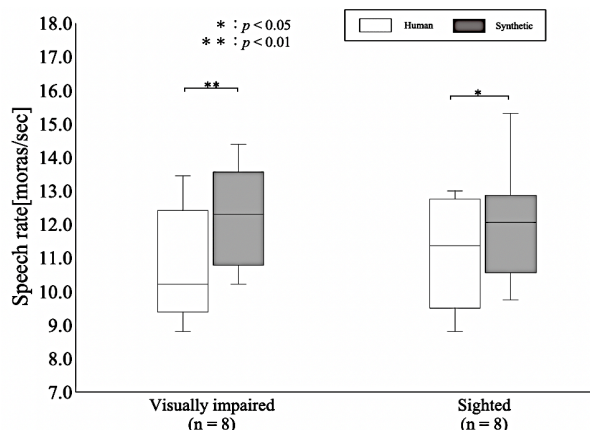 18.0
17.0
16.0
15.0
14.0
13.0
12.0
11.0
10.0
9.0
8.0
7.0
Speech rate[moras/sec]
* : p < 0.05
** : p < 0.01
Human
Synthetic
**
*
Visually impaired
(n = 8)
Sighted
(n = 8)